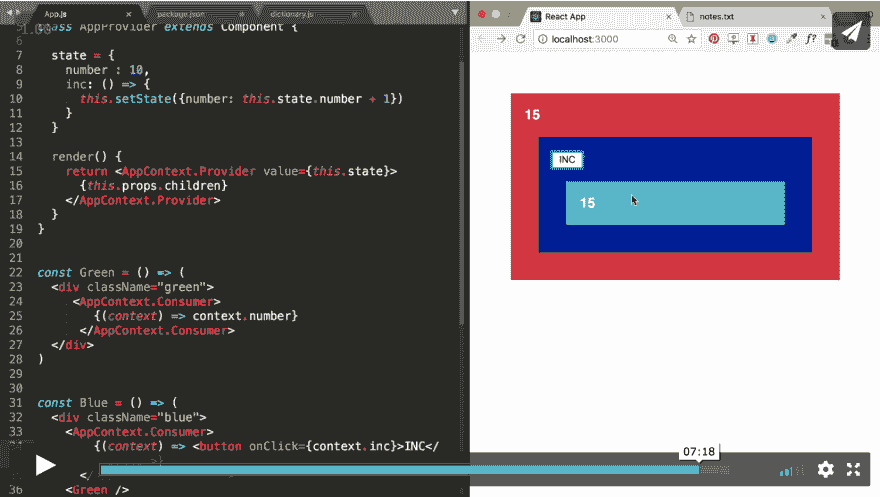 App.js
package.json
dictionary.js
React App
notes.txt
localhost:3000
f?
class AppProvider extends Component {
6
7 state = {
8 number : 10,
9 inc: () => {
10 this.setState({number: this.state.number + 1})
11 }
12 }
13
14 render() {
15 return <AppContext.Provider value={this.state}>
16 {this.props.children}
17 </AppContext.Provider>
18 }
19 }
20
21
22 const Green = () => (
23 <div className="green">
24 <AppContext.Consumer>
25 {(context) => context.number}
26 </AppContext.Consumer>
27 </div>
28 )
29
30
31 const Blue = () => (
32 <div className="blue">
33 <AppContext.Consumer>
{(context) => <button onClick={context.inc}>INC</
</
36 <Green />
15
INC
15
07:18